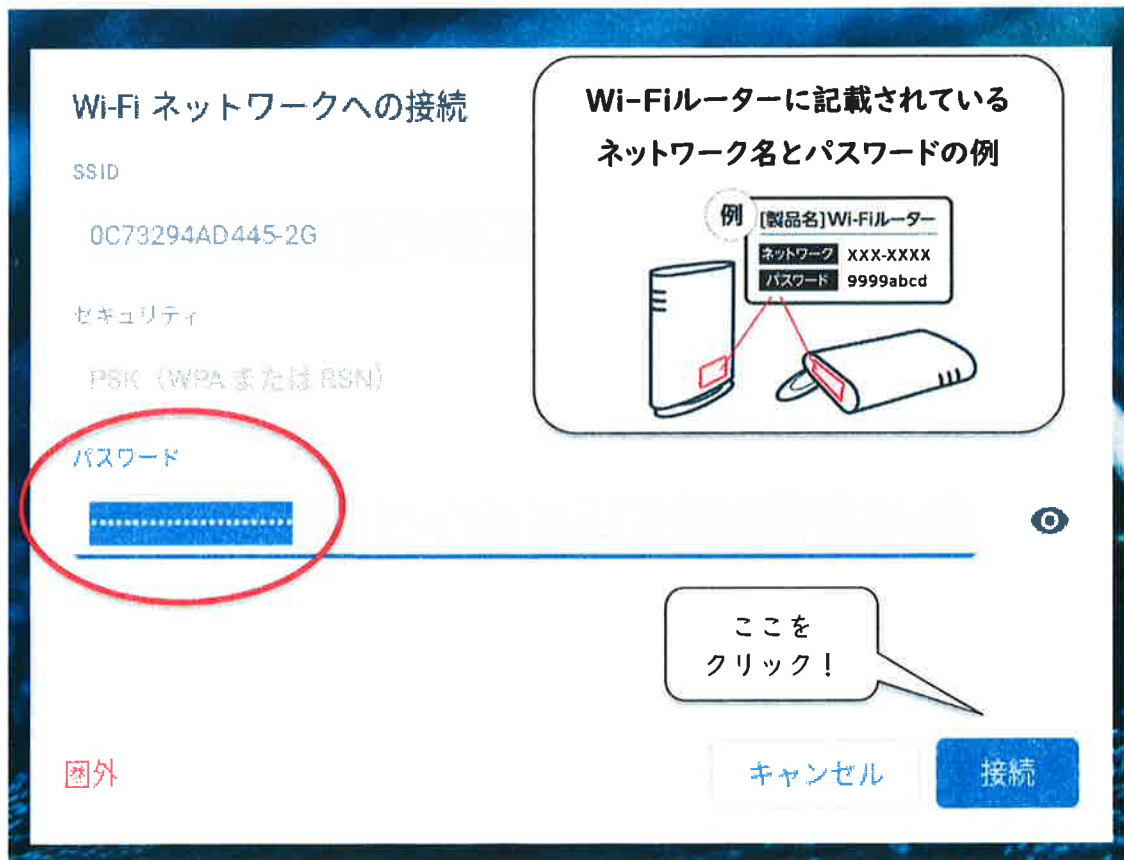 Wi-Fi ネットワークへの接続
SSID
0C73294AD445-2G
セキュリティ
PSK（WPA または RSN）
パスワード
Wi-Fiルーターに記載されている
ネットワーク名とパスワードの例
例
[製品名]Wi-Fiルーター
ネットワーク XXX-XXXX
パスワード 9999abcd
ここを
クリック！
圏外
キャンセル
接続